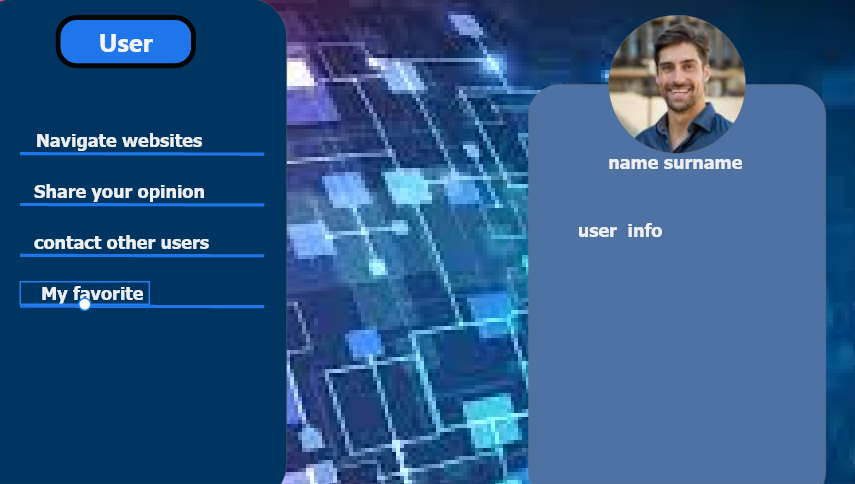 User
Navigate websites
Share your opinion
contact other users
My favorite
name surname
user  info